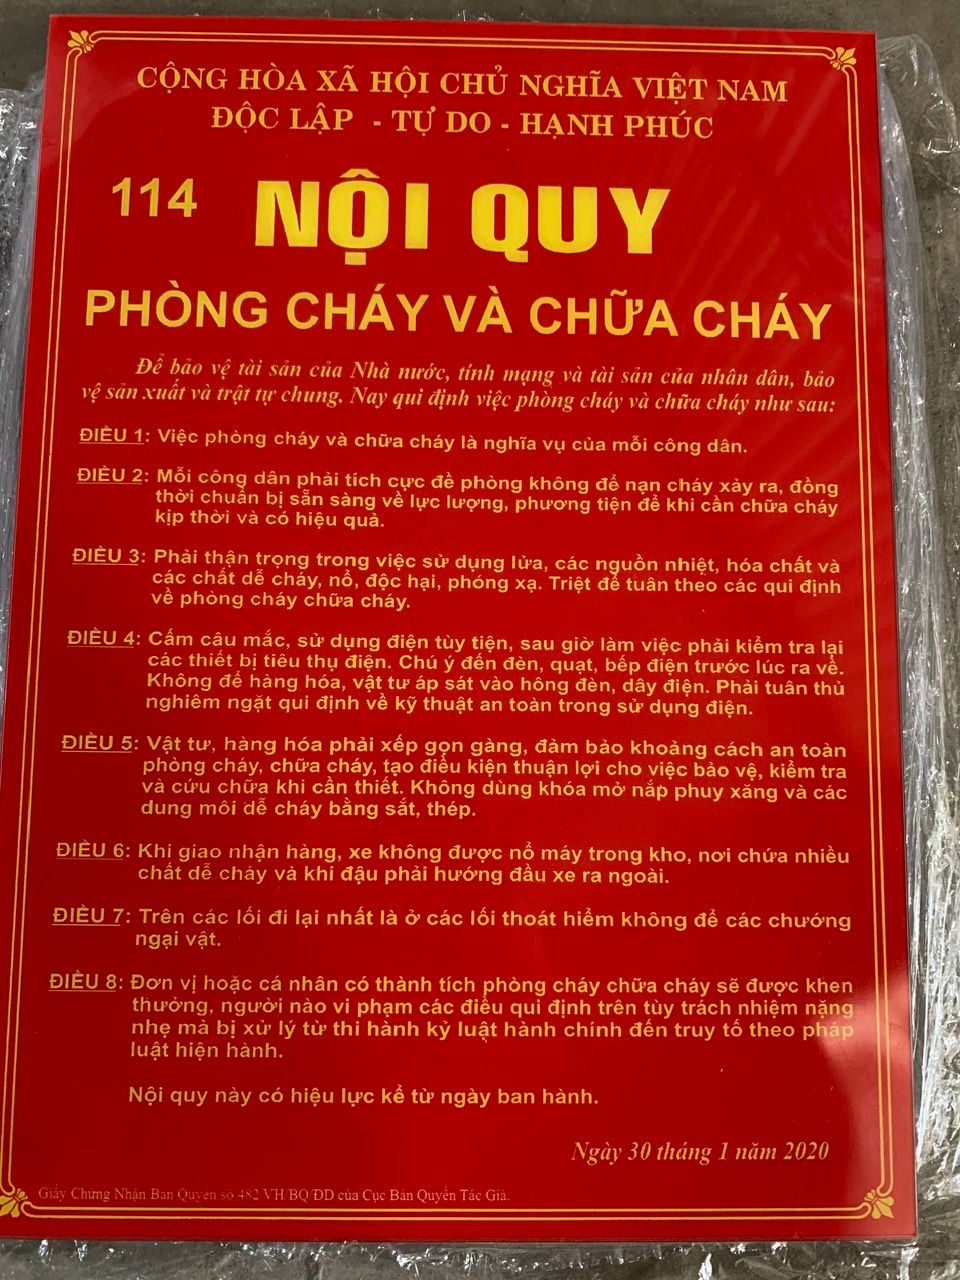 CỘNG HÒA XÃ HỘI CHỦ NGHĨA VIỆT NAM
ĐỘC LẬP - TỰ DO - HẠNH PHÚC
114 NỘI QUY
PHÒNG CHÁY VÀ CHỮA CHÁY
Để bảo vệ tài sản của Nhà nước, tính mạng và tài sản của nhân dân, bảo
vệ sản xuất và trật tự chung. Nay qui định việc phòng cháy và chữa cháy như sau:
ĐIỀU 1: Việc phòng cháy và chữa cháy là nghĩa vụ của mỗi công dân.
ĐIỀU 2: Mỗi công dân phải tích cực đề phòng không để nạn cháy xảy ra, đồng
thời chuẩn bị sẵn sàng về lực lượng, phương tiện để khi cần chữa cháy
kịp thời và có hiệu quả.
ĐIỀU 3: Phải thận trọng trong việc sử dụng lửa, các nguồn nhiệt, hóa chất và
các chất dễ cháy, nổ, độc hại, phóng xạ. Triệt để tuân theo các qui định
về phòng cháy chữa cháy.
ĐIỀU 4: Cấm câu mắc, sử dụng điện tùy tiện, sau giờ làm việc phải kiểm tra lại
các thiết bị tiêu thụ điện. Chú ý đến đèn, quạt, bếp điện trước lúc ra về.
Không để hàng hóa, vật tư áp sát vào hông đèn, dây điện. Phải tuân thủ
nghiêm ngặt qui định về kỹ thuật an toàn trong sử dụng điện.
ĐIỀU 5: Vật tư, hàng hóa phải xếp gọn gàng, đảm bảo khoảng cách an toàn
phòng cháy, chữa cháy, tạo điều kiện thuận lợi cho việc bảo vệ, kiểm tra
và cứu chữa khi cần thiết. Không dùng khóa mở nắp phuy xăng và các
dung môi dễ cháy bằng sắt, thép.
ĐIỀU 6: Khi giao nhận hàng, xe không được nổ máy trong kho, nơi chứa nhiều
chất dễ cháy và khi đậu phải hướng đầu xe ra ngoài.
ĐIỀU 7: Trên các lối đi lại nhất là ở các lối thoát hiểm không để các chướng
ngại vật.
ĐIỀU 8: Đơn vị hoặc cá nhân có thành tích phòng cháy chữa cháy sẽ được khen
thưởng, người nào vi phạm các điều qui định trên tùy trách nhiệm nặng
nhẹ mà bị xử lý từ thi hành kỷ luật hành chính đến truy tố theo pháp
luật hiện hành.
Nội quy này có hiệu lực kể từ ngày ban hành.
Ngày 30 tháng 1 năm 2020
Giấy Chứng Nhận Bản Quyền số 482 VH/BQ/ĐD của Cục Bản Quyền Tác Giả.